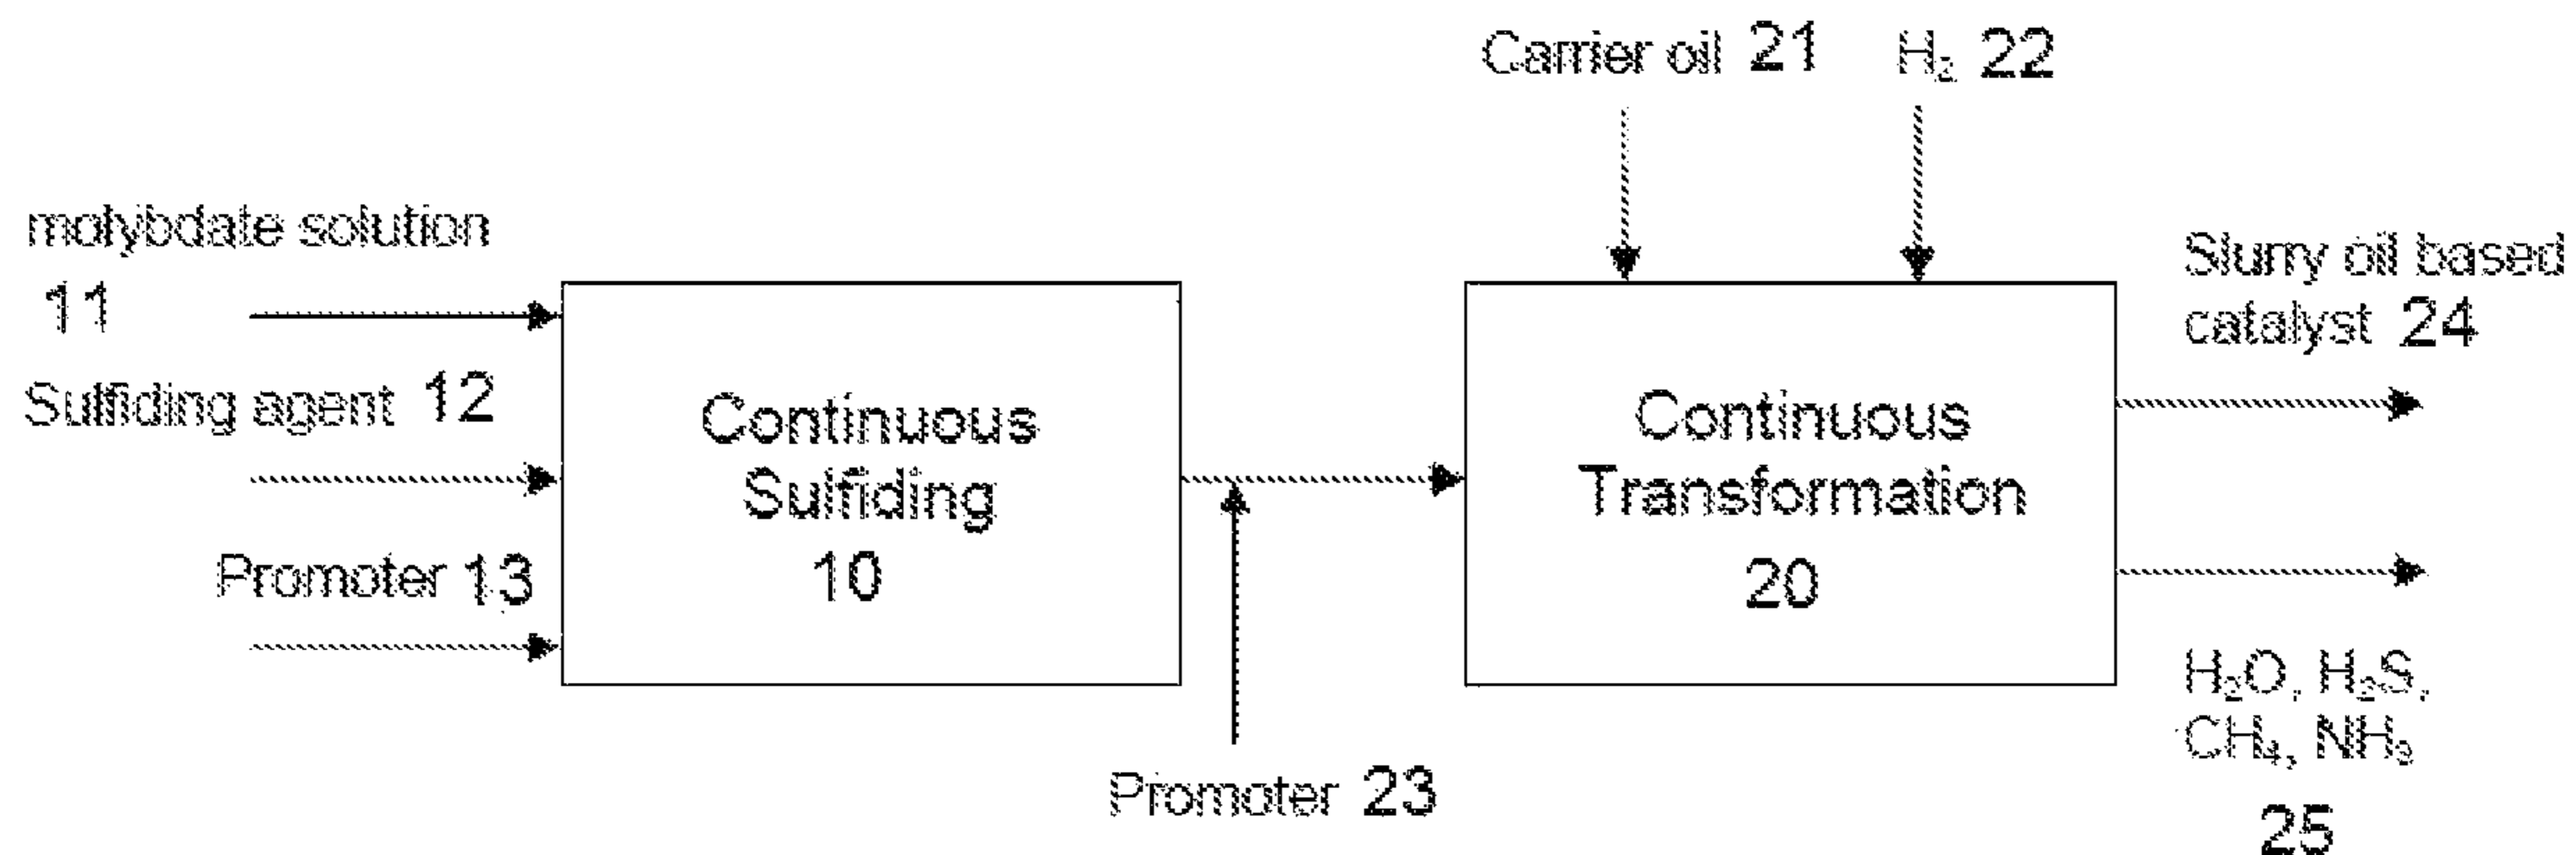 Carrier oil 21
H₂ 22
molybdate solution
11
Sulfiding agent 12
Promoter 13
Continuous
Sulfiding
10
Promoter 23
Continuous
Transformation
20
Slurry oil based
catalyst 24
H₂O, H₂S,
CH₄, NH₃
25